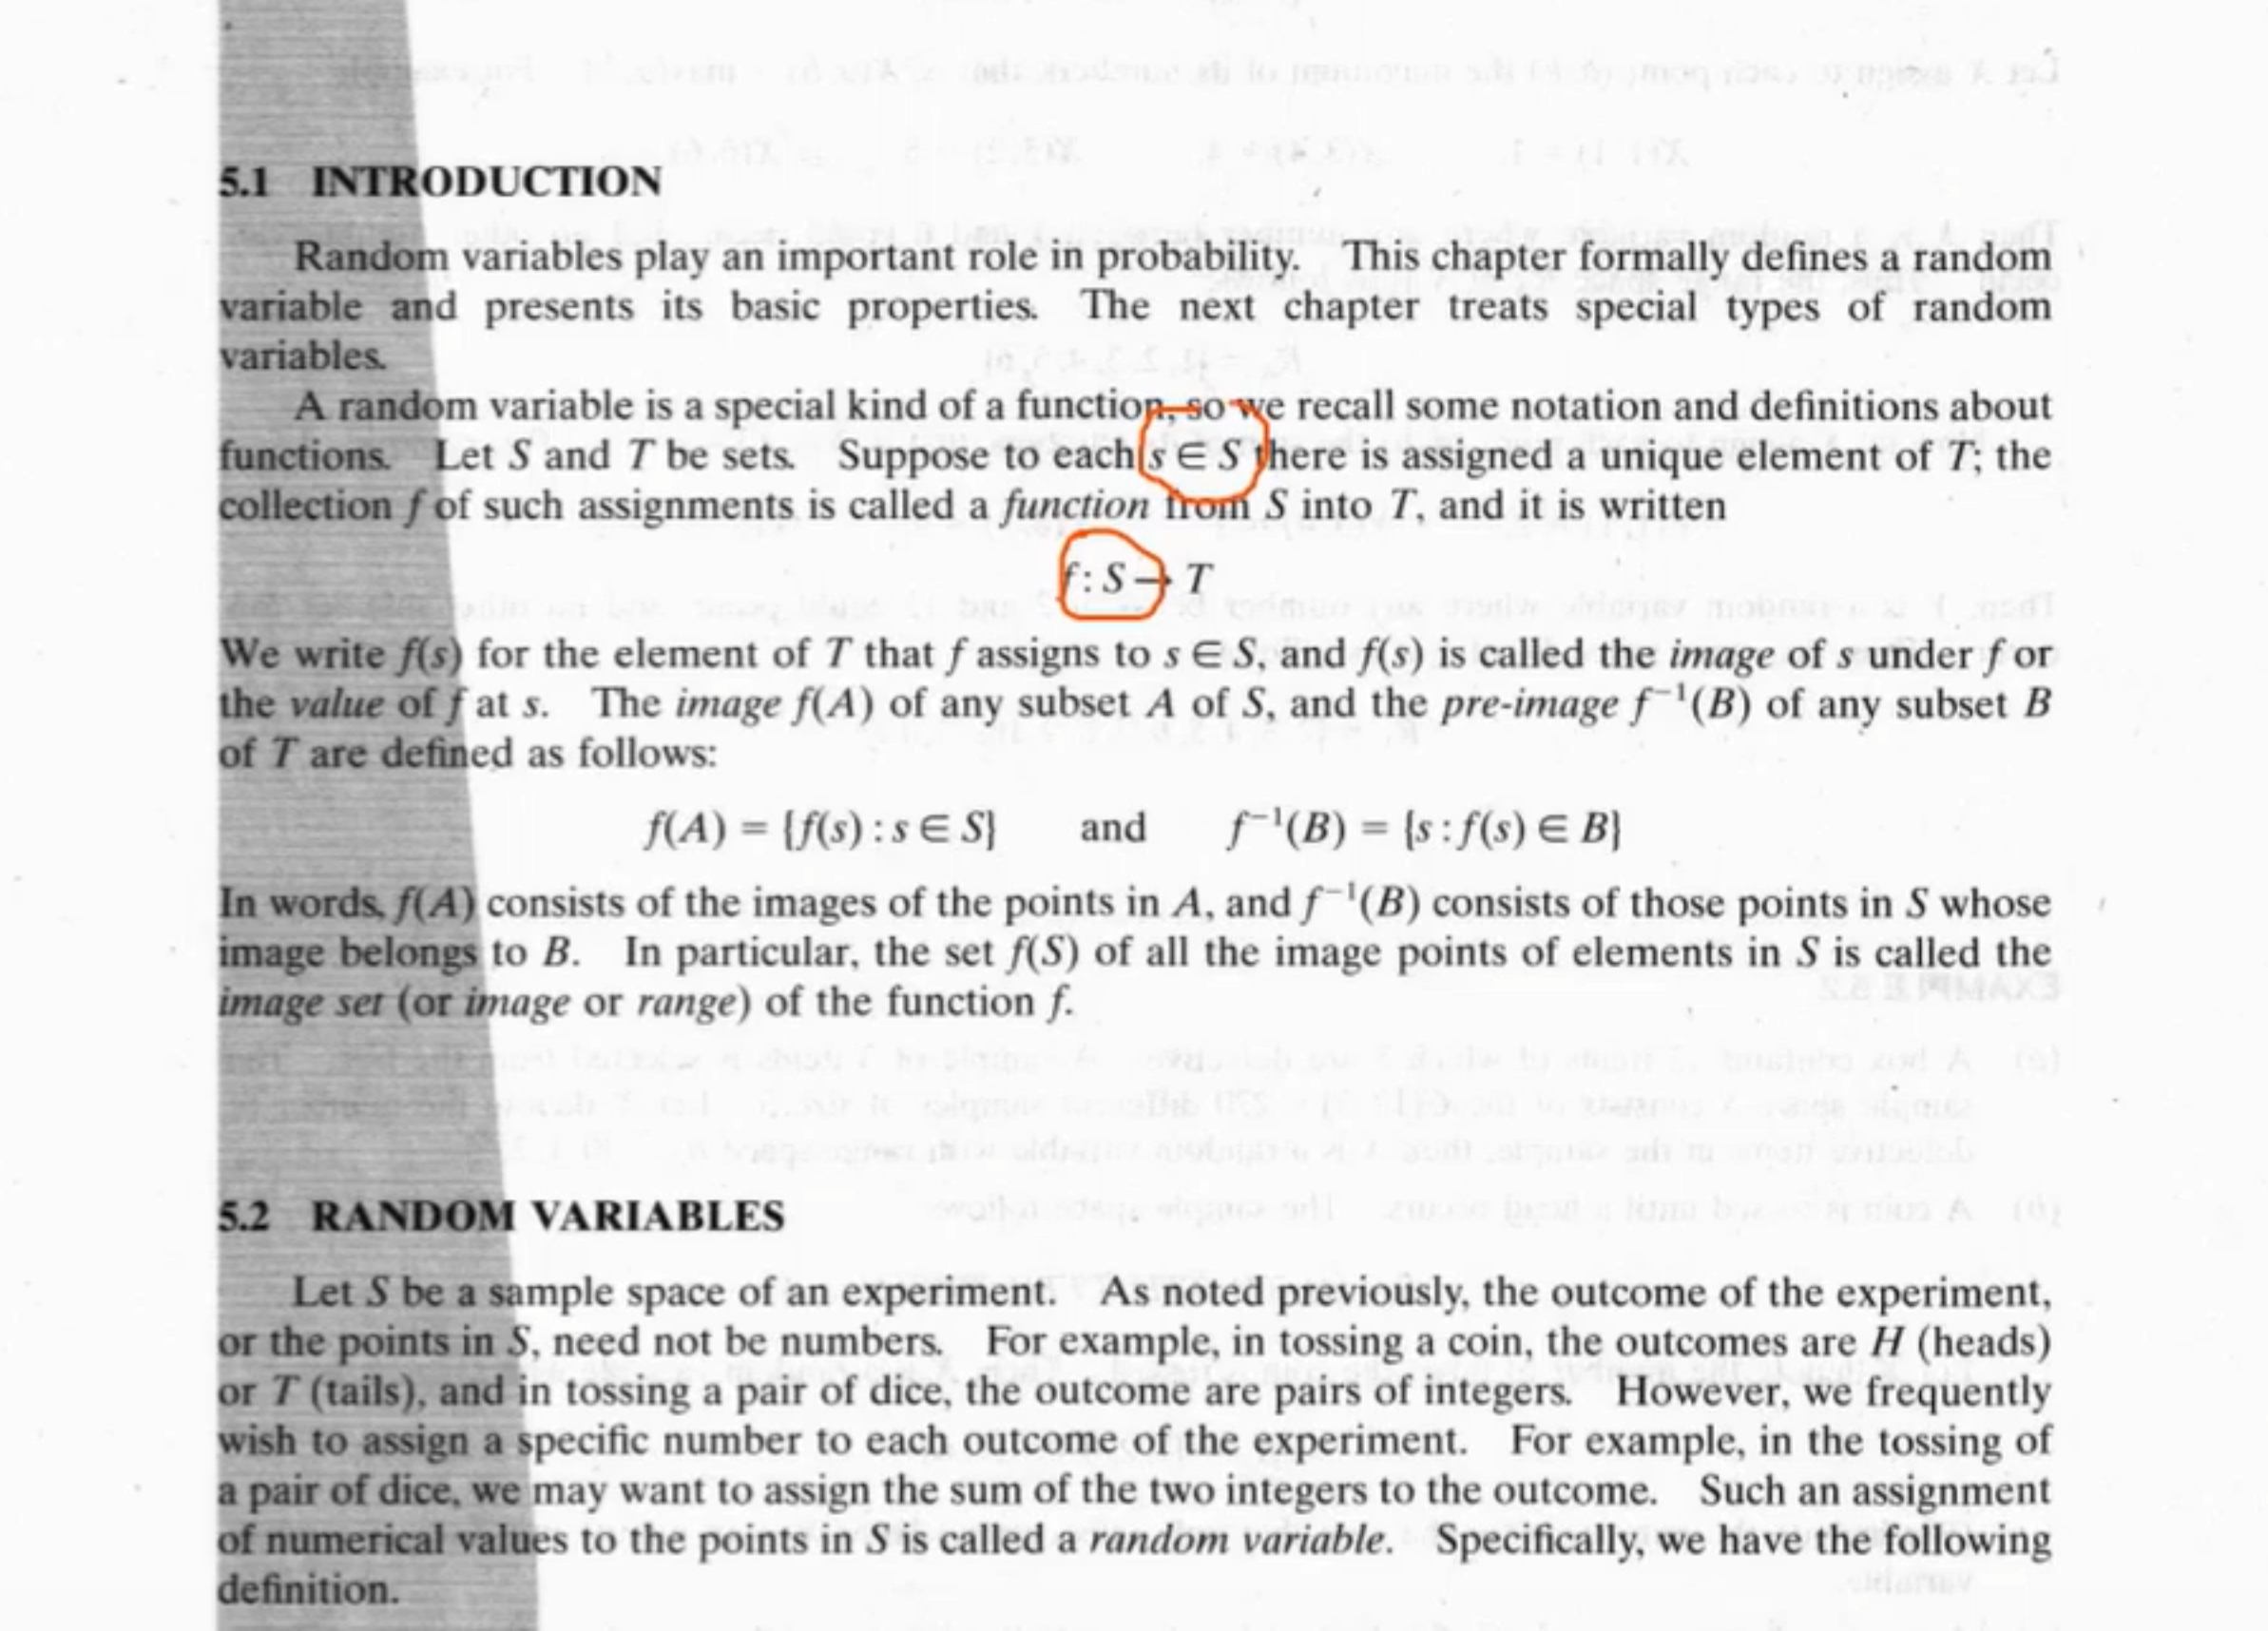 5.1 INTRODUCTION
Random variables play an important role in probability. This chapter formally defines a random
variable and presents its basic properties. The next chapter treats special types of random
variables.
A random variable is a special kind of a function, so we recall some notation and definitions about
functions. Let S and T be sets. Suppose to each s ∈ S there is assigned a unique element of T; the
collection f of such assignments is called a function from S into T, and it is written
f : S → T
We write f(s) for the element of T that f assigns to s ∈ S, and f(s) is called the image of s under f or
the value of f at s. The image f(A) of any subset A of S, and the pre-image f⁻¹(B) of any subset B
of T are defined as follows:
f(A) = {f(s) : s ∈ S} and f⁻¹(B) = {s : f(s) ∈ B}
In words, f(A) consists of the images of the points in A, and f⁻¹(B) consists of those points in S whose
image belongs to B. In particular, the set f(S) of all the image points of elements in S is called the
image set (or image or range) of the function f.
5.2 RANDOM VARIABLES
Let S be a sample space of an experiment. As noted previously, the outcome of the experiment,
or the points in S, need not be numbers. For example, in tossing a coin, the outcomes are H (heads)
or T (tails), and in tossing a pair of dice, the outcome are pairs of integers. However, we frequently
wish to assign a specific number to each outcome of the experiment. For example, in the tossing of
a pair of dice, we may want to assign the sum of the two integers to the outcome. Such an assignment
of numerical values to the points in S is called a random variable. Specifically, we have the following
definition.